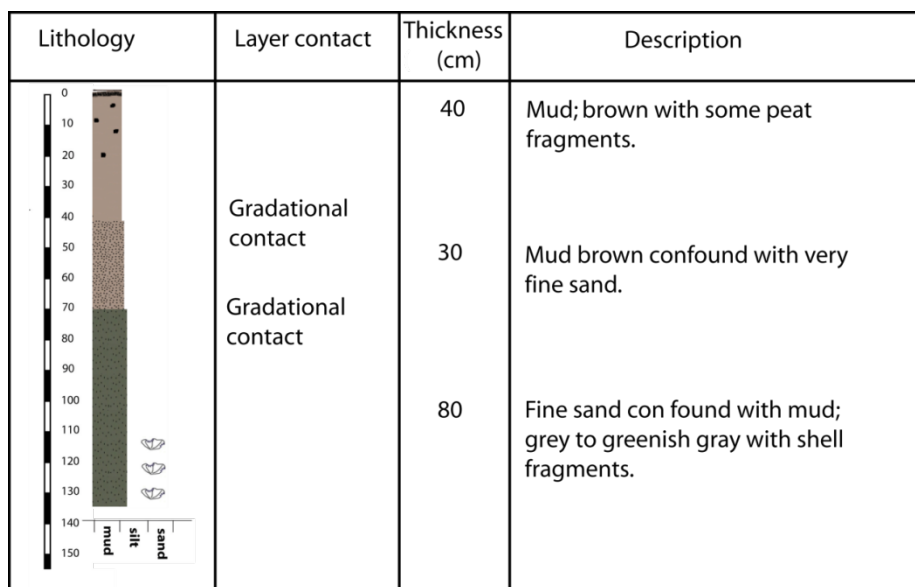 Lithology
Layer contact
Thickness
(cm)
Description
0
10
20
30
40
50
60
70
80
90
100
110
120
130
140
150
mud
silt
sand
Gradational
contact
Gradational
contact
40
30
80
Mud; brown with some peat
fragments.
Mud brown confound with very
fine sand.
Fine sand con found with mud;
grey to greenish gray with shell
fragments.